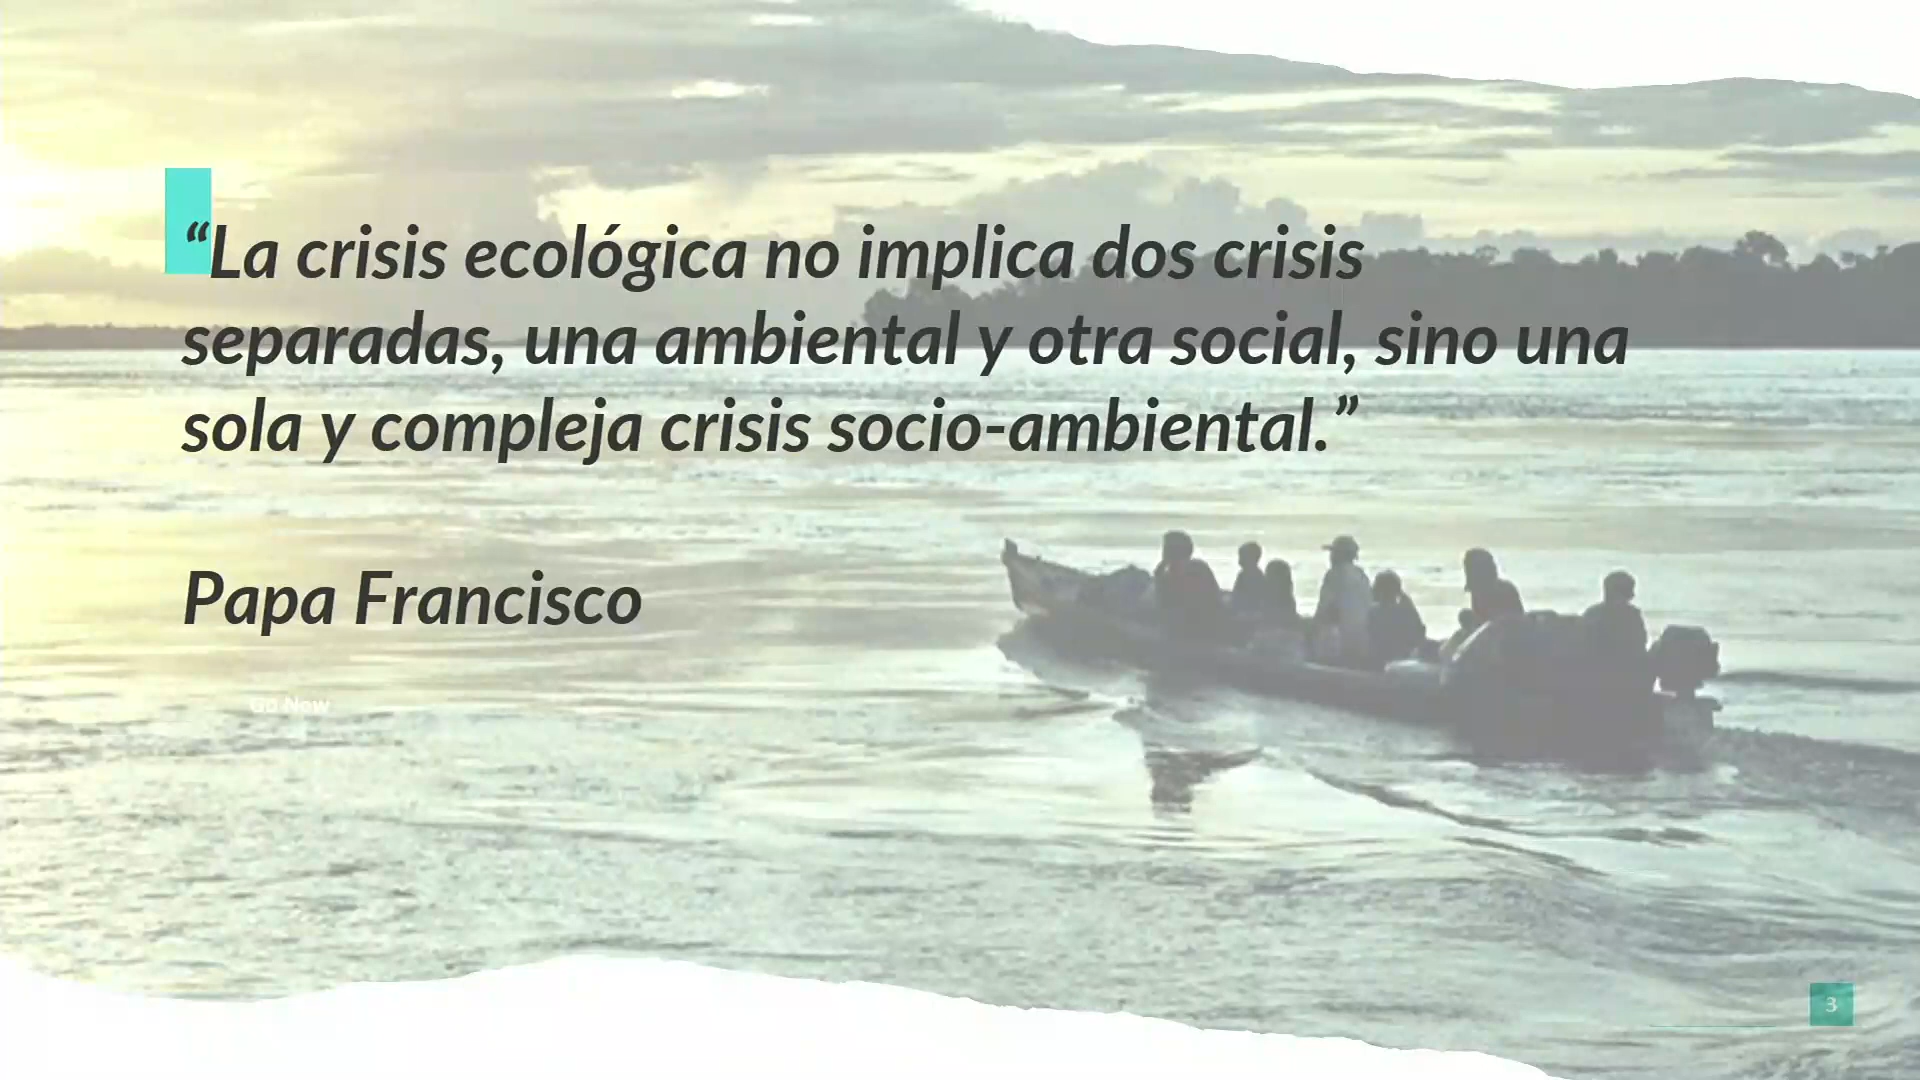 “La crisis ecológica no implica dos crisis
separadas, una ambiental y otra social, sino una
sola y compleja crisis socio-ambiental.”
Papa Francisco
Go Now
3